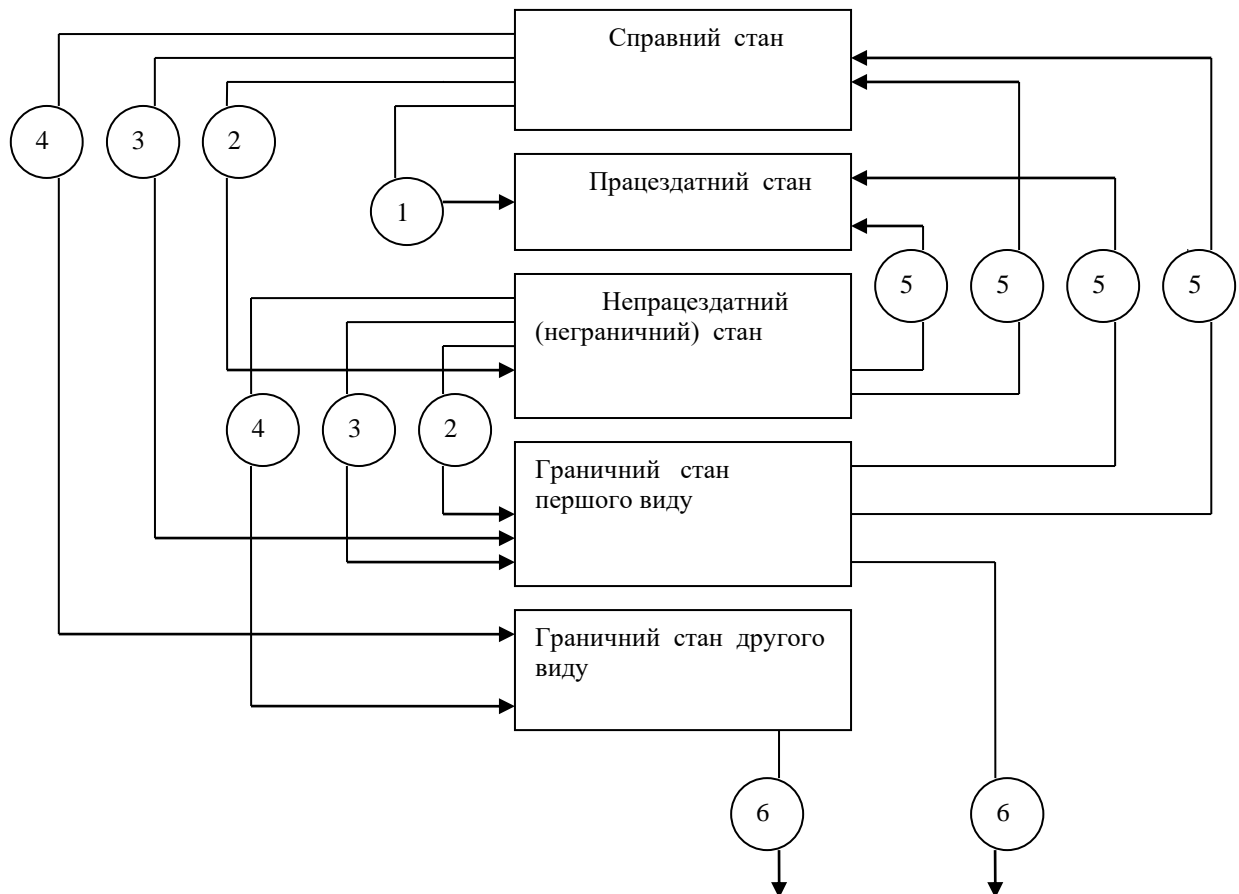 Справний стан
4
3
2
Працездатний стан
1
Непрацездатний
(неграничний) стан
5
5
5
5
4
3
2
Граничний стан
першого виду
Граничний стан другого
виду
6
6